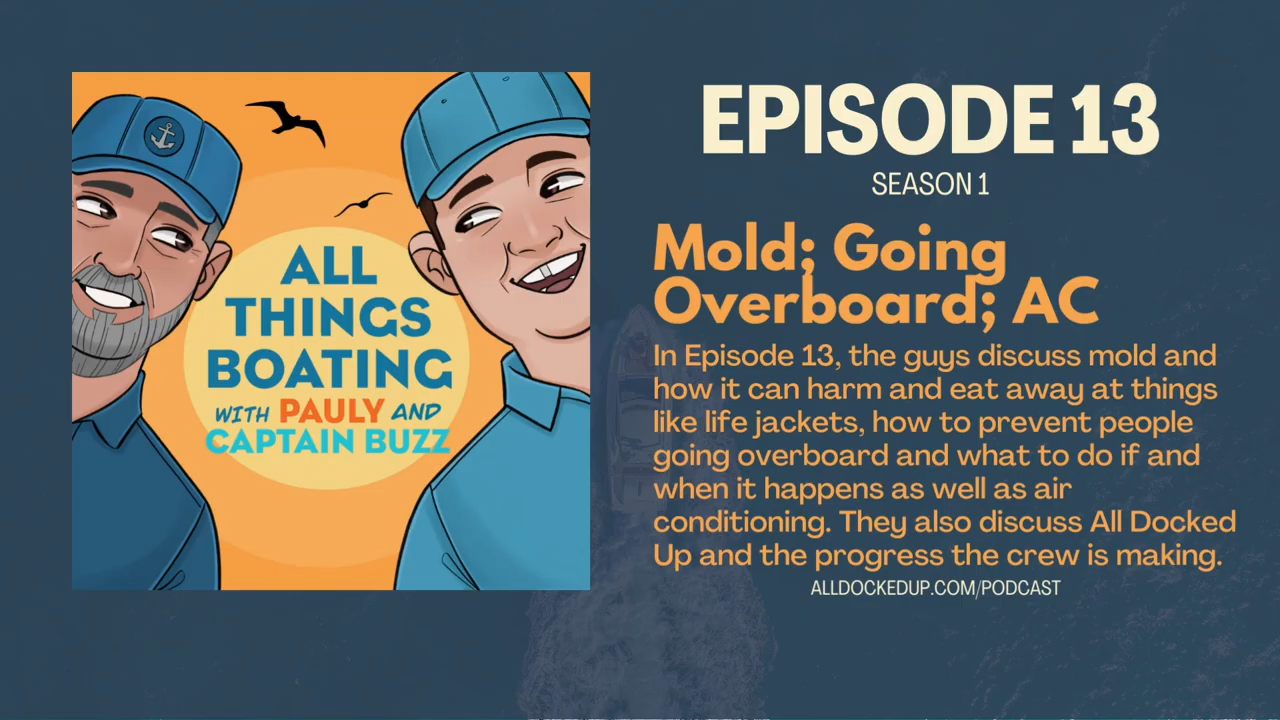 ALL
THINGS
BOATING
WITH PAULY AND
CAPTAIN BUZZ
EPISODE 13
SEASON 1
Mold; Going
Overboard; AC
In Episode 13, the guys discuss mold and
how it can harm and eat away at things
like life jackets, how to prevent people
going overboard and what to do if and
when it happens as well as air
conditioning. They also discuss All Docked
Up and the progress the crew is making.
ALLDOCKEDUP.COM/PODCAST